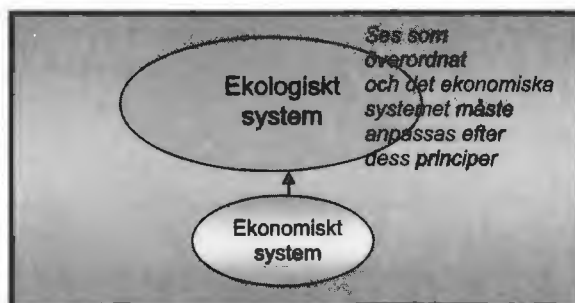 Ekologiskt
system
Ses som
överordnat
och det ekonomiska
systemet måste
anpassas efter
dess principer
Ekonomiskt
system